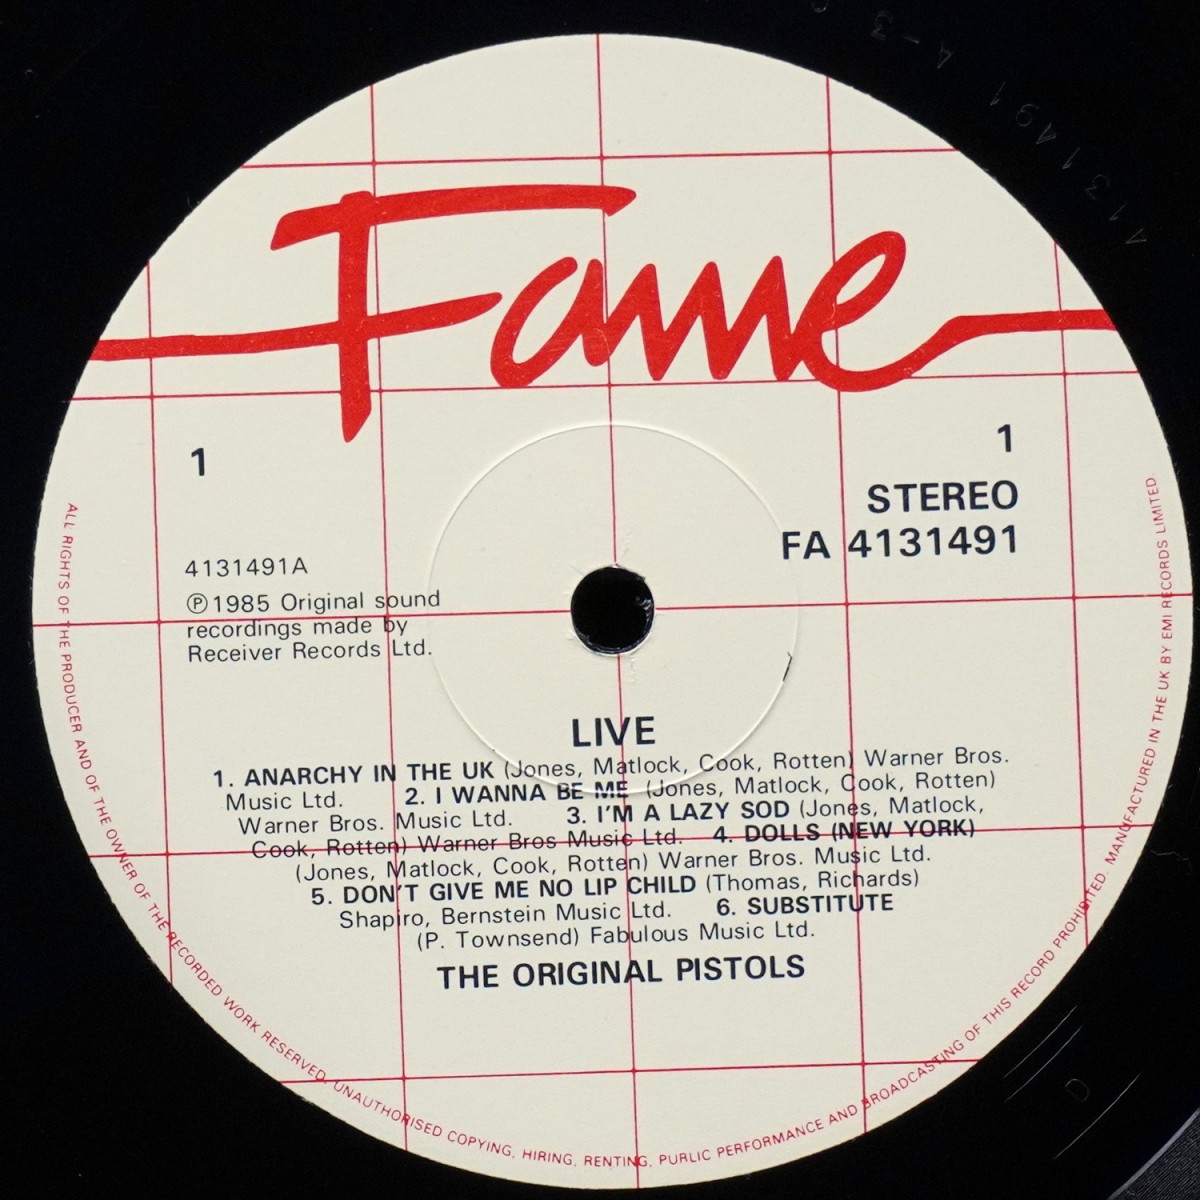 Fame
1
1
STEREO
FA 4131491
4131491A
Ⓟ1985 Original sound
recordings made by
Receiver Records Ltd.
LIVE
1. ANARCHY IN THE UK (Jones, Matlock, Cook, Rotten) Warner Bros.
Music Ltd. 2. I WANNA BE ME (Jones, Matlock, Cook, Rotten)
Warner Bros. Music Ltd. 3. I'M A LAZY SOD (Jones, Matlock,
Cook, Rotten) Warner Bros Music Ltd. 4. DOLLS (NEW YORK)
(Jones, Matlock, Cook, Rotten) Warner Bros. Music Ltd.
5. DON'T GIVE ME NO LIP CHILD (Thomas, Richards)
Shapiro, Bernstein Music Ltd. 6. SUBSTITUTE
(P. Townsend) Fabulous Music Ltd.
THE ORIGINAL PISTOLS
ALL RIGHTS OF THE PRODUCER AND OF THE OWNER OF THE RECORDED WORK RESERVED. UNAUTHORISED COPYING, HIRING, RENTING, PUBLIC PERFORMANCE AND BROADCASTING OF THIS RECORD PROHIBITED. MANUFACTURED IN THE UK BY EMI RECORDS LIMITED.
A131491 A-3
D